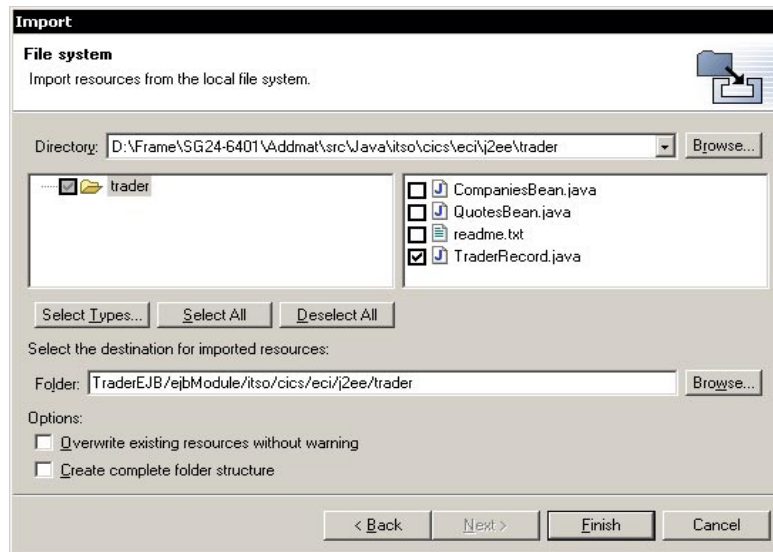 Import
File system
Import resources from the local file system.
Directory: D:\Frame\SG24-6401\Addmat\src\Java\itso\cics\eci\j2ee\trader Browse...
trader
CompaniesBean.java
QuotesBean.java
readme.txt
TraderRecord.java
Select Types... Select All Deselect All
Select the destination for imported resources:
Folder: TraderEJB/ejbModule/itso/cics/eci/j2ee/trader Browse...
Options:
Overwrite existing resources without warning
Create complete folder structure
< Back Next > Finish Cancel